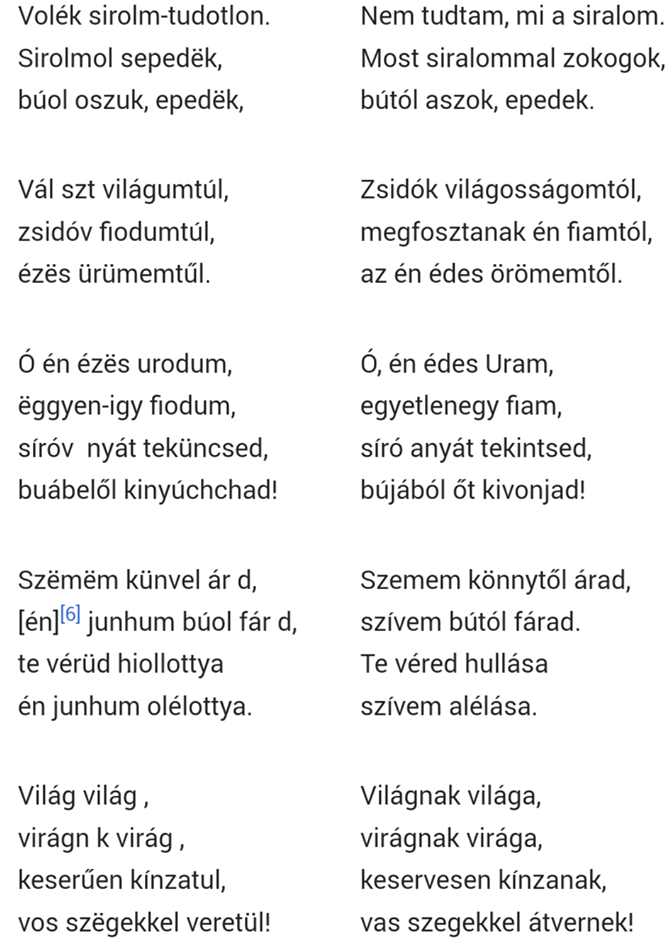 Volék sirolm-tudotlon.
Sirolmol sepedëk,
búol oszuk, epedëk,
Vál szt világumtúl,
zsidóv fiodumtúl,
ézës ürümemtűl.
Ó én ézës urodum,
ëggyen-igy fiodum,
síróv nyát teküncsed,
buábelől kinyúchchad!
Szëmëm künvel ár d,
[én][6] junhum búol fár d,
te vérüd hiollottya
én junhum olélottya.
Világ világ ,
virágn k virág ,
keserűen kínzatul,
vos szëgekkel veretül!
Nem tudtam, mi a siralom.
Most siralommal zokogok,
bútól aszok, epedek.
Zsidók világosságomtól,
megfosztanak én fiamtól,
az én édes örömemtől.
Ó, én édes Uram,
egyetlenegy fiam,
síró anyát tekintsed,
bújából őt kivonjad!
Szemem könnytől árad,
szívem bútól fárad.
Te véred hullása
szívem alélása.
Világnak világa,
virágnak virága,
keservesen kínzanak,
vas szegekkel átvernek!